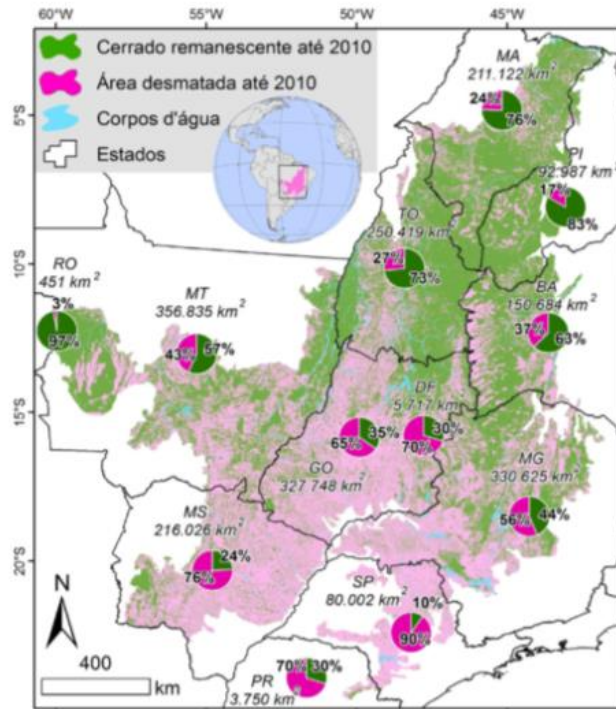 60°W
55°W
50°W
45°W
Cerrado remanescente até 2010
Área desmatada até 2010
Corpos d'água
Estados
5°S
10°S
15°S
20°S
MA
211.122 km²
24%
76%
PI
92.987 km²
17%
83%
TO
250.419 km²
27%
73%
RO
451 km²
3%
97%
MT
356.835 km²
43%
57%
BA
150 684 km²
37%
63%
DF
5 717 km²
70%
30%
65%
35%
GO
327 748 km²
MG
330 625 km²
56%
44%
MS
216.026 km²
76%
24%
SP
80.002 km²
10%
90%
70%
30%
PR
3.750 km²
N
400
km